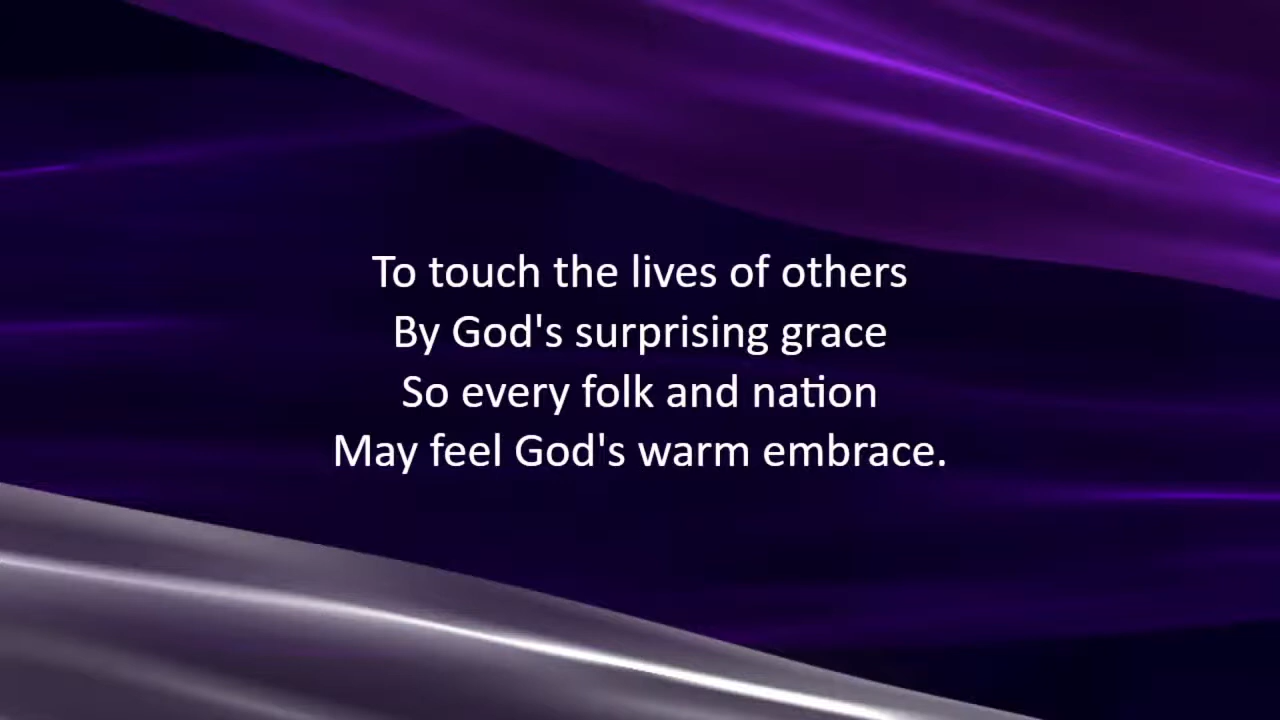 To touch the lives of others
By God's surprising grace
So every folk and nation
May feel God's warm embrace.